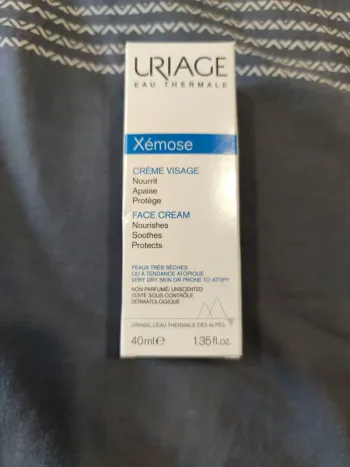 URIAGE
EAU THERMALE
Xémose
CRÈME VISAGE
Nourrit
Apaise
Protège
FACE CREAM
Nourishes
Soothes
Protects
PEAUX TRÈS SÈCHES
OU À TENDANCE ATOPIQUE
VERY DRY SKIN OR PRONE TO ATOPY
NON PARFUMÉ/ UNSCENTED
TESTÉ SOUS CONTRÔLE
DERMATOLOGIQUE
URIAGE, L'EAU THERMALE DES ALPES
40 ml e 1.35 fl.oz.